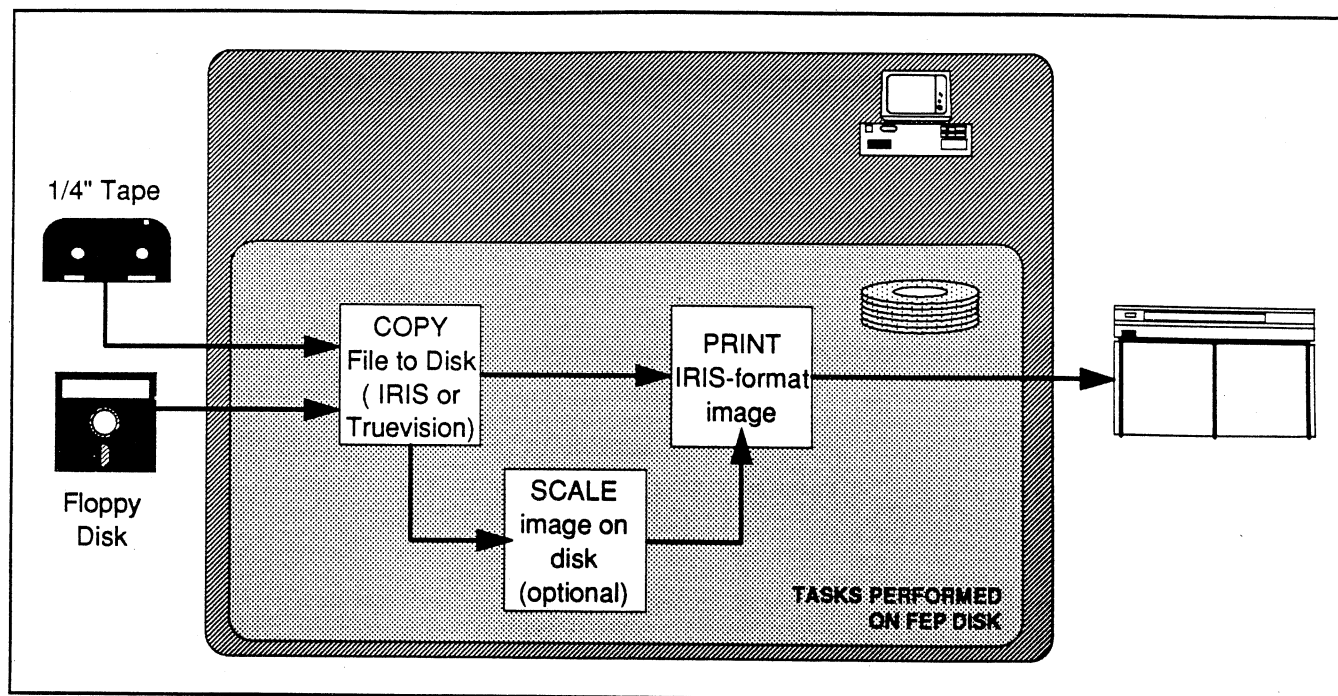 1/4" Tape
Floppy
Disk
COPY
File to Disk
( IRIS or
Truevision)
SCALE
image on
disk
(optional)
PRINT
IRIS-format
image
TASKS PERFORMED
ON FEP DISK